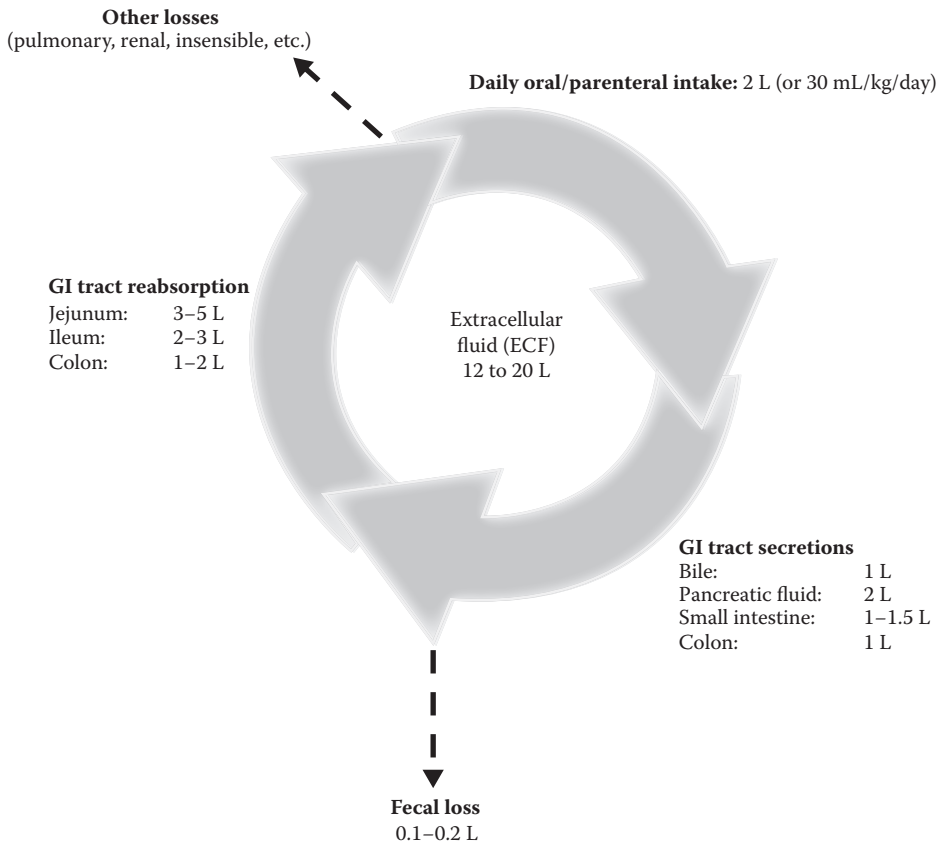 Other losses
(pulmonary, renal, insensible, etc.)
Daily oral/parenteral intake: 2 L (or 30 mL/kg/day)
GI tract reabsorption
Jejunum: 3–5 L
Ileum: 2–3 L
Colon: 1–2 L
Extracellular
fluid (ECF)
12 to 20 L
GI tract secretions
Bile: 1 L
Pancreatic fluid: 2 L
Small intestine: 1–1.5 L
Colon: 1 L
Fecal loss
0.1–0.2 L